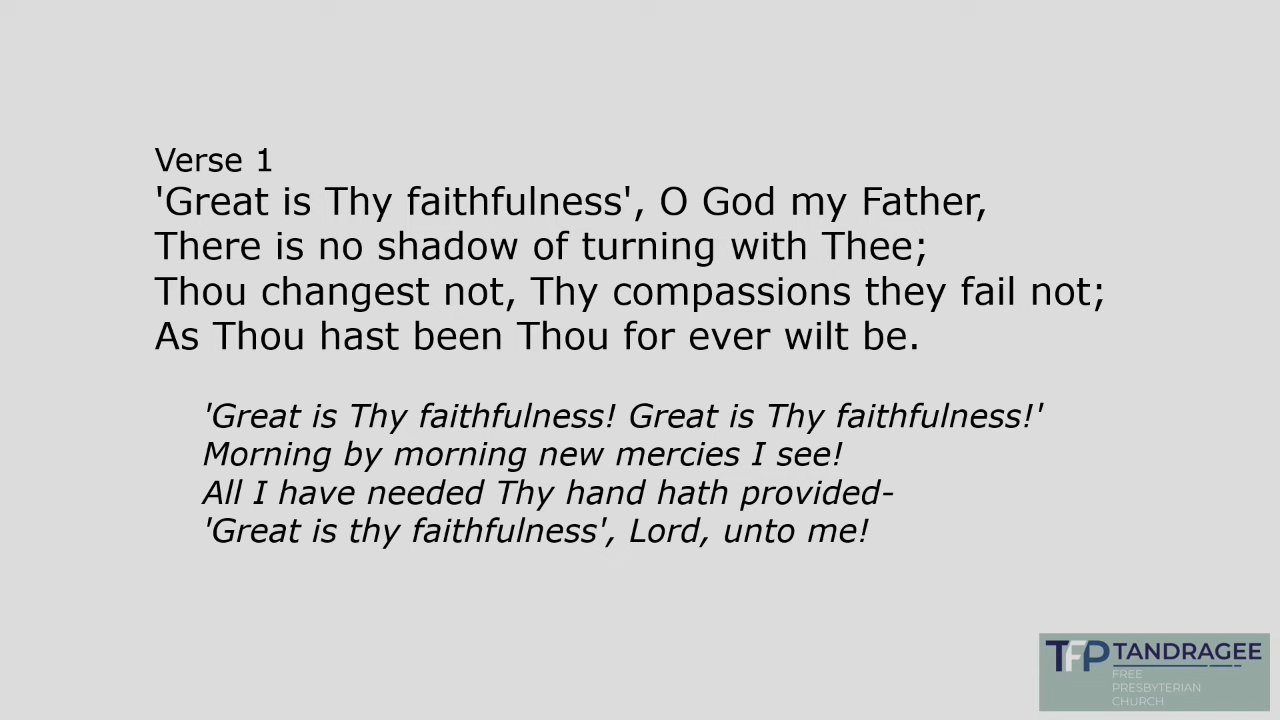 Verse 1
'Great is Thy faithfulness', O God my Father,
There is no shadow of turning with Thee;
Thou changest not, Thy compassions they fail not;
As Thou hast been Thou for ever wilt be.
'Great is Thy faithfulness! Great is Thy faithfulness!'
Morning by morning new mercies I see!
All I have needed Thy hand hath provided-
'Great is thy faithfulness', Lord, unto me!
TFP TANDRAGEE
FREE
PRESBYTERIAN
CHURCH